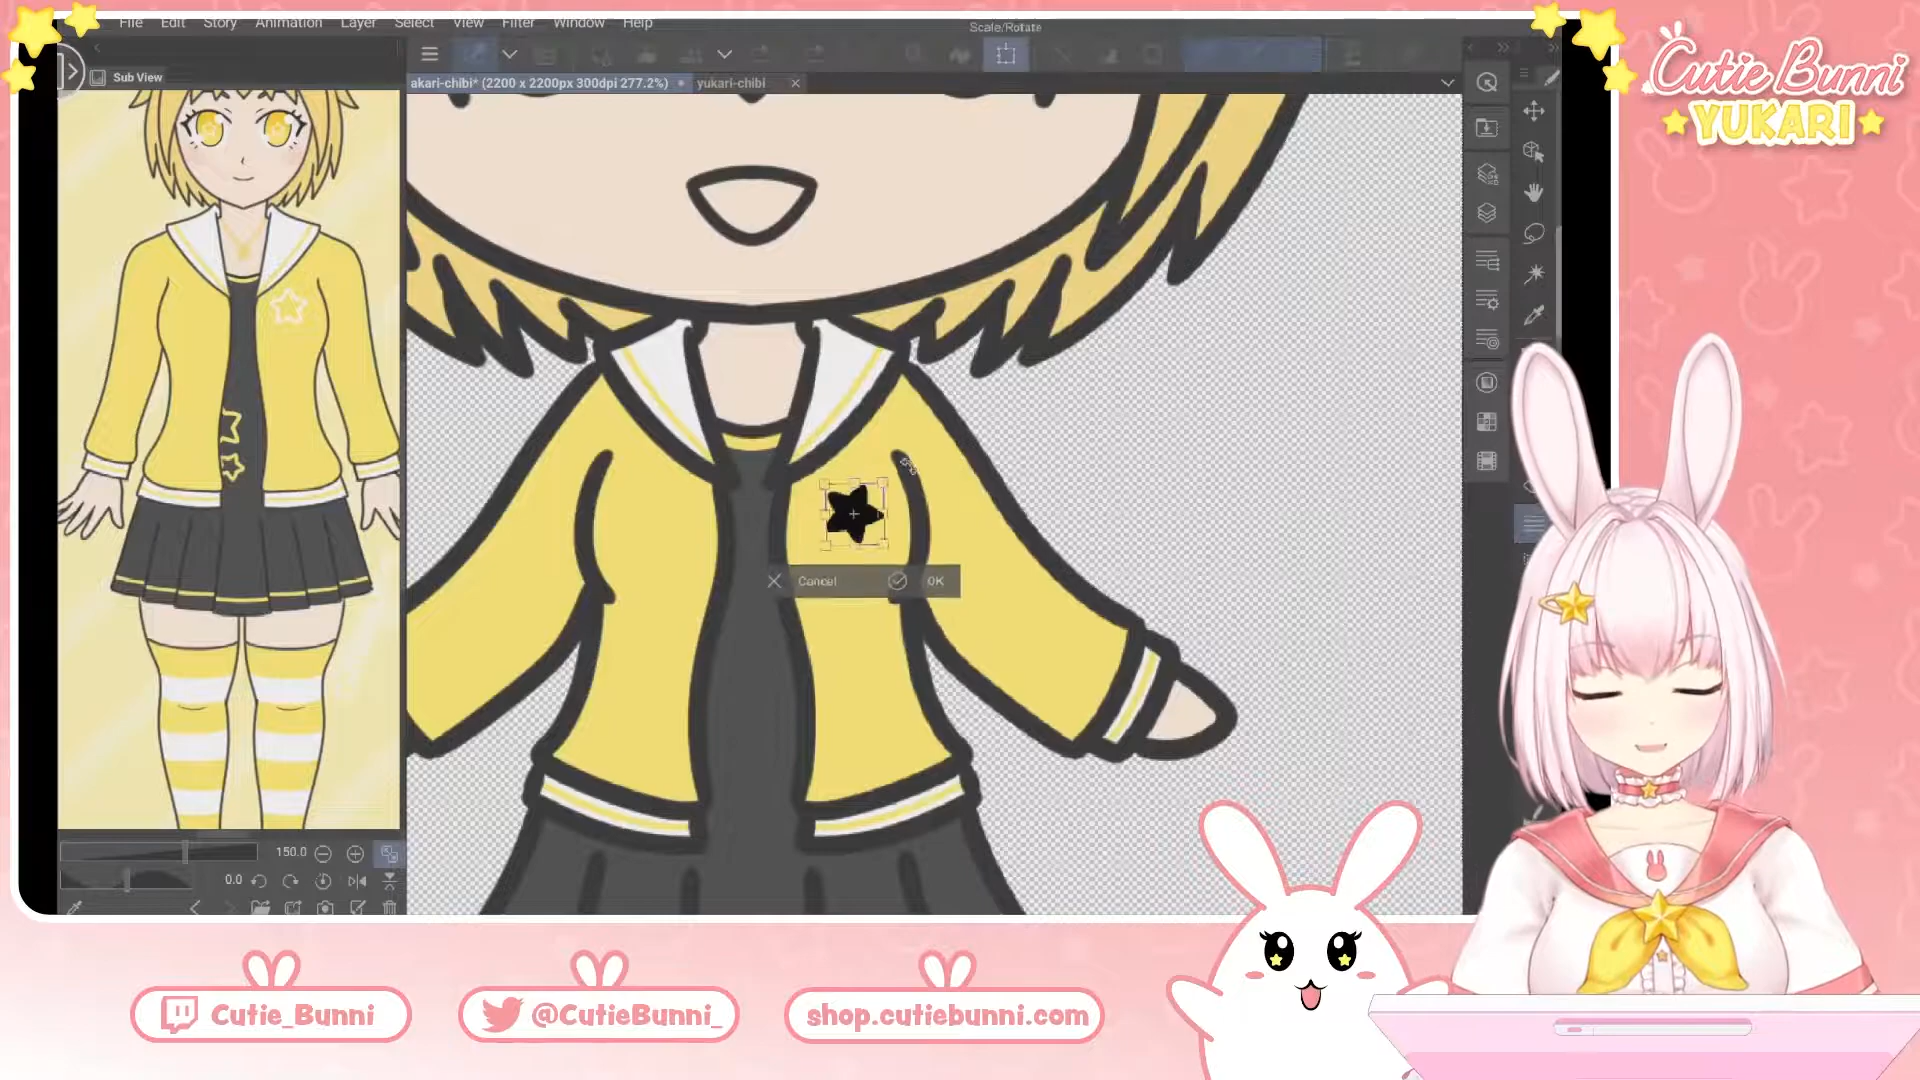 File Edit Story Animation Layer Select View Filter Window Help
Scale/Rotate
Sub View
akari-chibi* (2200 x 2200px 300dpi 277.2%)
yukari-chibi
Cutie Bunni
YUKARI
Cancel
OK
150.0
0.0
Cutie_Bunni
@CutieBunni_
shop.cutiebunni.com